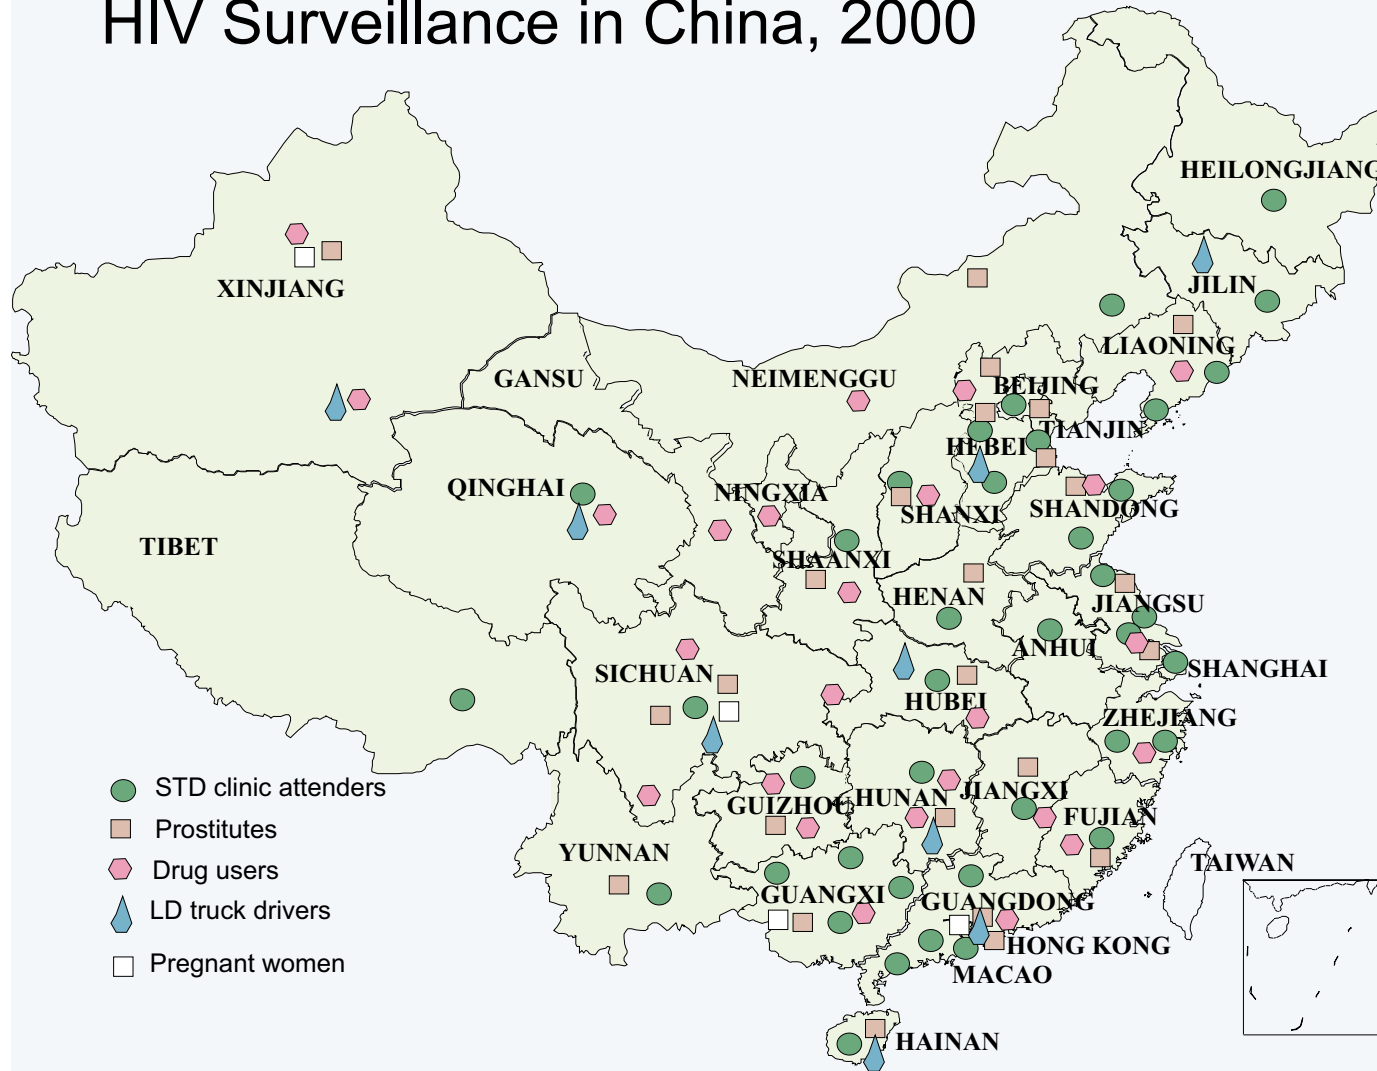 HIV Surveillance in China, 2000
HEILONGJIANG
XINJIANG
JILIN
LIAONING
GANSU
NEIMENGGU
BEIJING
TIANJIN
HEBEI
QINGHAI
NINGXIA
SHANXI
SHANDONG
TIBET
SHAANXI
HENAN
JIANGSU
ANHUI
SICHUAN
SHANGHAI
HUBEI
ZHEJIANG
STD clinic attenders
GUIZHOU
HUNAN
JIANGXI
Prostitutes
FUJIAN
Drug users
YUNNAN
TAIWAN
LD truck drivers
GUANGXI
GUANGDONG
HONG KONG
Pregnant women
MACAO
HAINAN